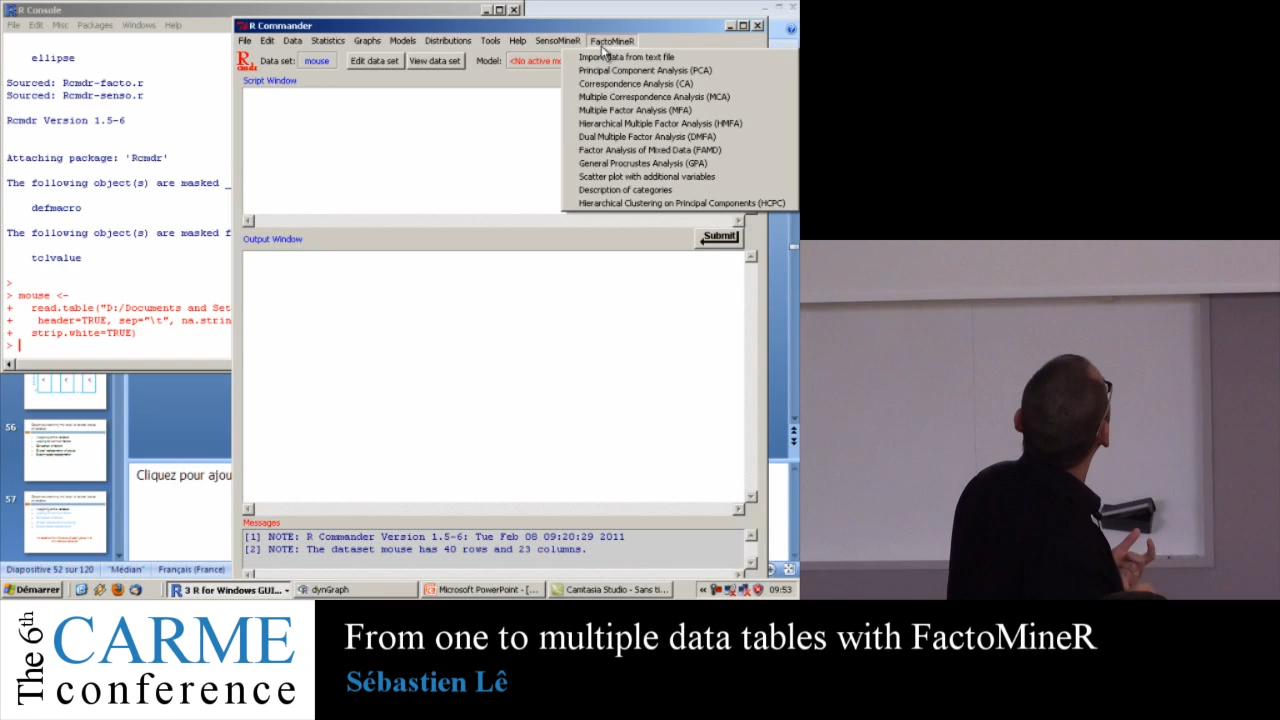 R Console
File Edit Misc Packages Windows Help
ellipse
Sourced: Rcmdr-facto.r
Sourced: Rcmdr-senso.r
Rcmdr Version 1.5-6
Attaching package: 'Rcmdr'
The following object(s) are masked _
defmacro
The following object(s) are masked f
tclvalue
>
> mouse <-
+ read.table("D:/Documents and Set
+ header=TRUE, sep="\t", na.strin
+ strip.white=TRUE)
>
R Commander
File Edit Data Statistics Graphs Models Distributions Tools Help SensoMineR FactoMineR
R cmdr Data set: mouse Edit data set View data set Model: <No active mo
Script Window
Import data from text file
Principal Component Analysis (PCA)
Correspondence Analysis (CA)
Multiple Correspondence Analysis (MCA)
Multiple Factor Analysis (MFA)
Hierarchical Multiple Factor Analysis (HMFA)
Dual Multiple Factor Analysis (DMFA)
Factor Analysis of Mixed Data (FAMD)
General Procrustes Analysis (GPA)
Scatter plot with additional variables
Description of categories
Hierarchical Clustering on Principal Components (HCPC)
Output Window
Submit
Messages
[1] NOTE: R Commander Version 1.5-6: Tue Feb 08 09:20:29 2011
[2] NOTE: The dataset mouse has 40 rows and 23 columns.
56
57
Cliquez pour ajou
Diapositive 52 sur 120 "Médian" Français (France)
Démarrer 3 R for Windows GUI... dynGraph Microsoft PowerPoint - [... Camtasia Studio - Sans ti... « 09:53
The 6th
CARME
conference
From one to multiple data tables with FactoMineR
Sébastien Lê